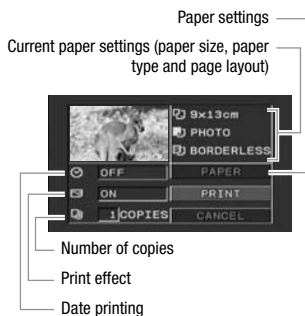 Paper settings
Current paper settings (paper size, paper
type and page layout)
9x13cm
PHOTO
BORDERLESS
OFF
PAPER
ON
PRINT
1 COPIES
CANCEL
Number of copies
Print effect
Date printing